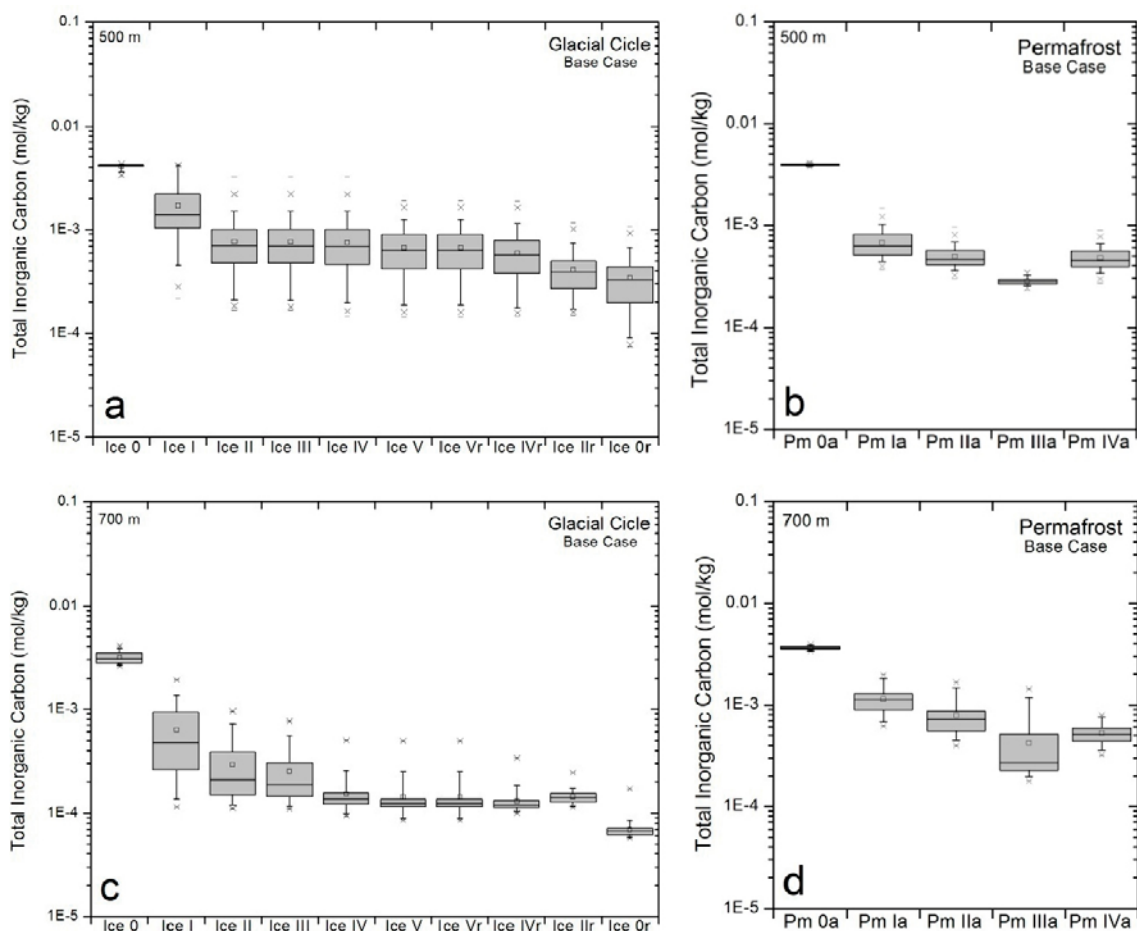 0.1
500 m
Glacial Cicle
Base Case
0.01
1E-3
1E-4
1E-5
Total Inorganic Carbon (mol/kg)
a
Ice 0 Ice I Ice II Ice III Ice IV Ice V Ice Vr Ice IVr Ice IIr Ice 0r
0.1
500 m
Permafrost
Base Case
0.01
1E-3
1E-4
1E-5
Total Inorganic Carbon (mol/kg)
b
Pm 0a Pm Ia Pm IIa Pm IIIa Pm IVa
0.1
700 m
Glacial Cicle
Base Case
0.01
1E-3
1E-4
1E-5
Total Inorganic Carbon (mol/kg)
c
Ice 0 Ice I Ice II Ice III Ice IV Ice V Ice Vr Ice IVr Ice IIr Ice 0r
0.1
700 m
Permafrost
Base Case
0.01
1E-3
1E-4
1E-5
Total Inorganic Carbon (mol/kg)
d
Pm 0a Pm Ia Pm IIa Pm IIIa Pm IVa